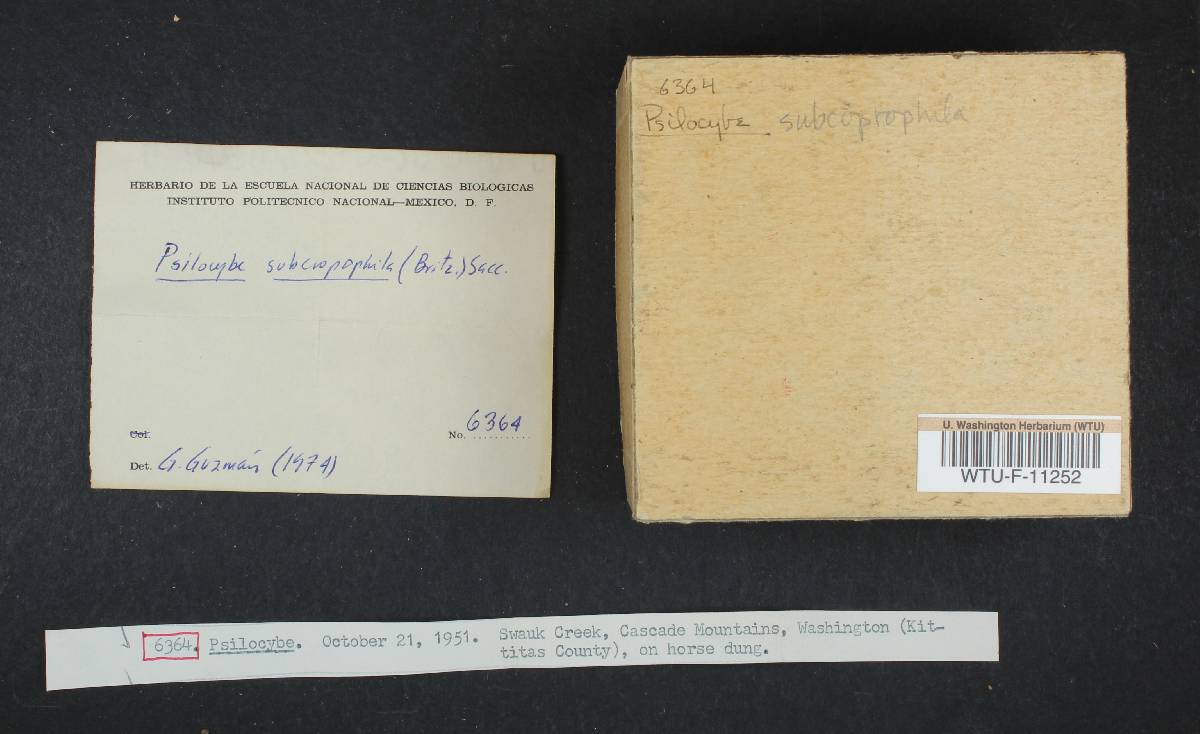 HERBARIO DE LA ESCUELA NACIONAL DE CIENCIAS BIOLOGICAS
INSTITUTO POLITECNICO NACIONAL—MEXICO, D. F.
Psilocybe subcoprophila (Britz.) Sacc.
Col.
No. 6364
Det. G. Guzmán (1974)
6364
Psilocybe subcoprophila
U. Washington Herbarium (WTU)
WTU-F-11252
6364. Psilocybe. October 21, 1951. Swauk Creek, Cascade Mountains, Washington (Kit-
titas County), on horse dung.